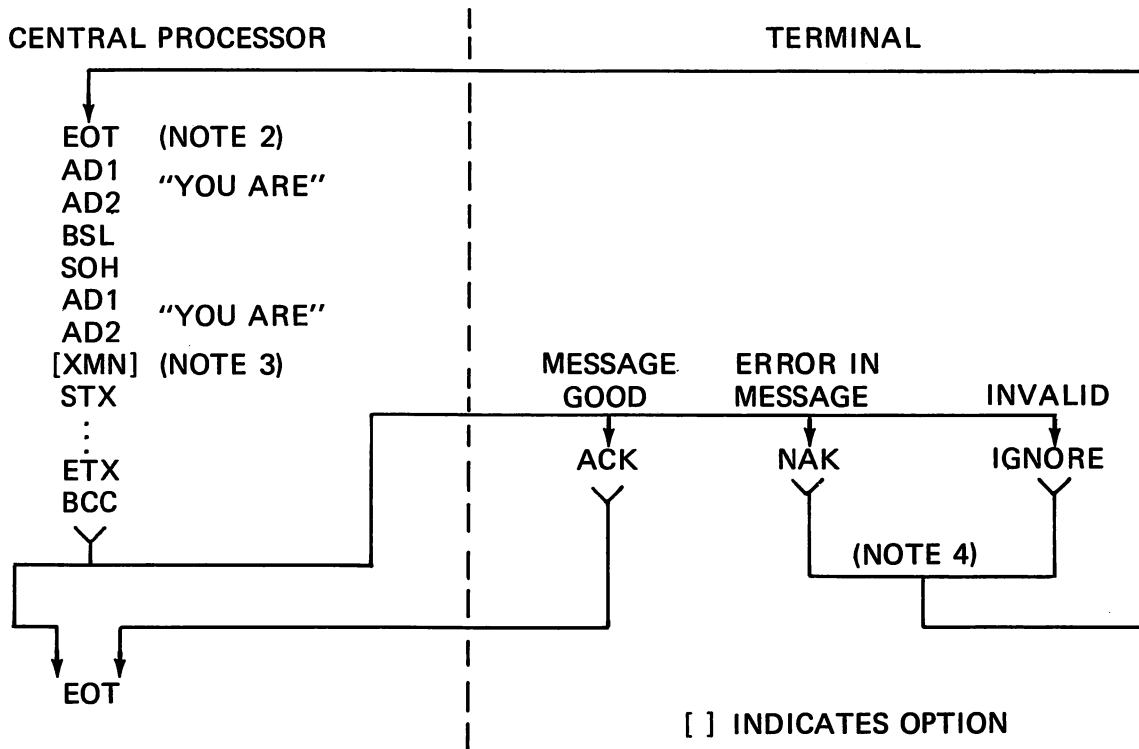 CENTRAL PROCESSOR
TERMINAL
EOT (NOTE 2)
AD1
"YOU ARE"
AD2
BSL
SOH
AD1
"YOU ARE"
AD2
[XMN] (NOTE 3)
STX
ETX
BCC
MESSAGE
GOOD
ERROR IN
MESSAGE
INVALID
ACK
NAK
IGNORE
(NOTE 4)
EOT
[ ] INDICATES OPTION